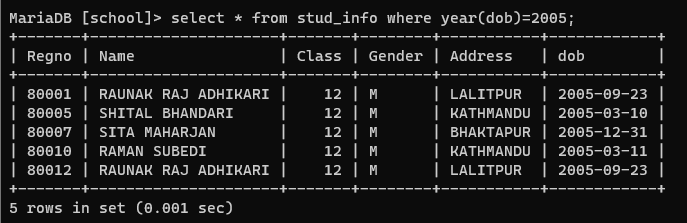 MariaDB [school]> select * from stud_info where year(dob)=2005;
+-------+---------------------+-------+--------+-----------+------------+
| Regno | Name                | Class | Gender | Address   | dob        |
+-------+---------------------+-------+--------+-----------+------------+
| 80001 | RAUNAK RAJ ADHIKARI |    12 | M      | LALITPUR  | 2005-09-23 |
| 80005 | SHITAL BHANDARI     |    12 | M      | KATHMANDU | 2005-03-10 |
| 80007 | SITA MAHARJAN       |    12 | M      | BHAKTAPUR | 2005-12-31 |
| 80010 | RAMAN SUBEDI        |    12 | M      | KATHMANDU | 2005-03-11 |
| 80012 | RAUNAK RAJ ADHIKARI |    12 | M      | LALITPUR  | 2005-09-23 |
+-------+---------------------+-------+--------+-----------+------------+
5 rows in set (0.001 sec)